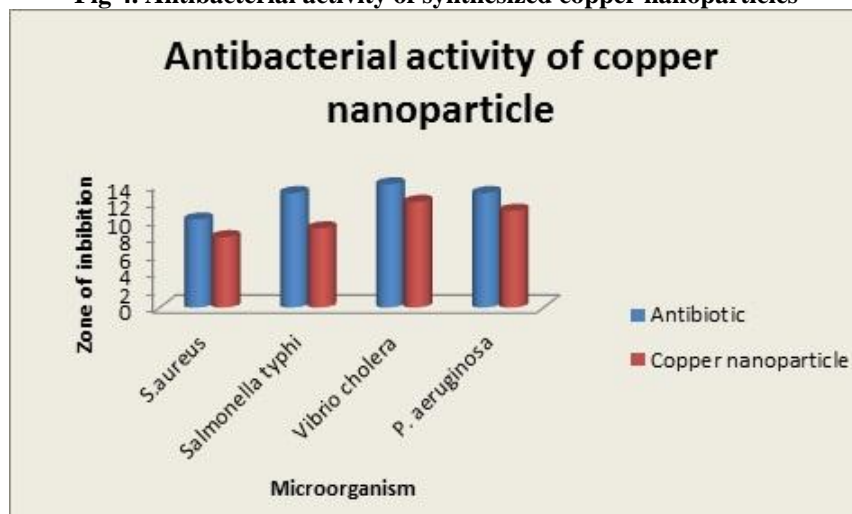 Fig 4. Antibacterial activity of synthesized copper nanoparticles
Antibacterial activity of copper
nanoparticle
Zone of inbibition
14
12
10
8
6
4
2
0
S.aureus
Salmonella typhi
Vibrio cholera
P. aeruginosa
Microorganism
Antibiotic
Copper nanoparticle